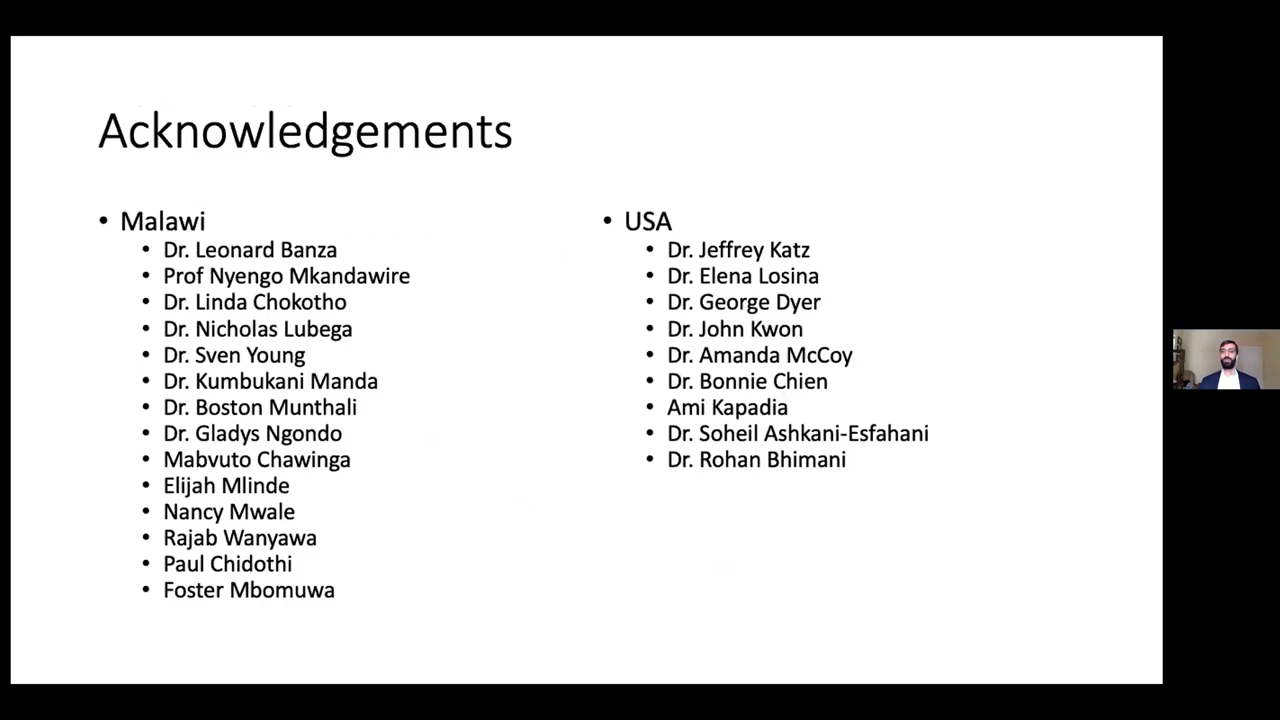 Acknowledgements
• Malawi
• Dr. Leonard Banza
• Prof Nyengo Mkandawire
• Dr. Linda Chokotho
• Dr. Nicholas Lubega
• Dr. Sven Young
• Dr. Kumbukani Manda
• Dr. Boston Munthali
• Dr. Gladys Ngondo
• Mabvuto Chawinga
• Elijah Mlinde
• Nancy Mwale
• Rajab Wanyawa
• Paul Chidothi
• Foster Mbomuwa
• USA
• Dr. Jeffrey Katz
• Dr. Elena Losina
• Dr. George Dyer
• Dr. John Kwon
• Dr. Amanda McCoy
• Dr. Bonnie Chien
• Ami Kapadia
• Dr. Soheil Ashkani-Esfahani
• Dr. Rohan Bhimani